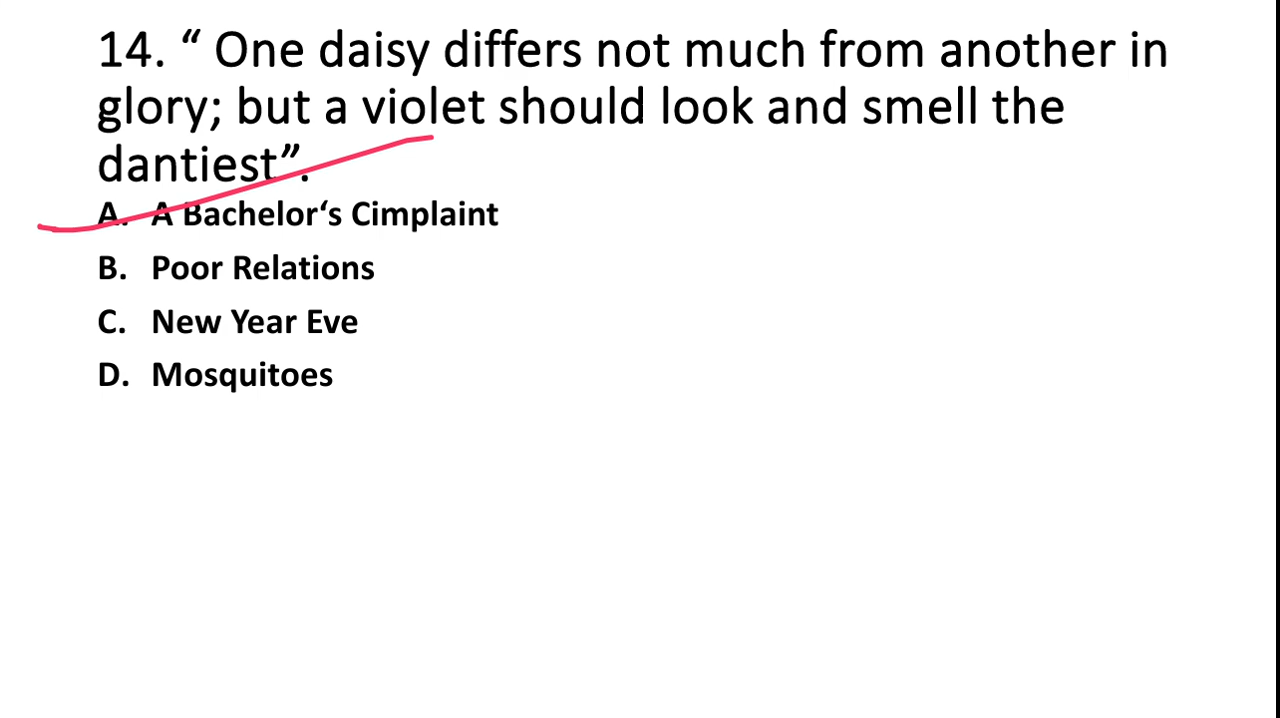 14. “ One daisy differs not much from another in
glory; but a violet should look and smell the
dantiest”.
A. A Bachelor‘s Cimplaint
B. Poor Relations
C. New Year Eve
D. Mosquitoes